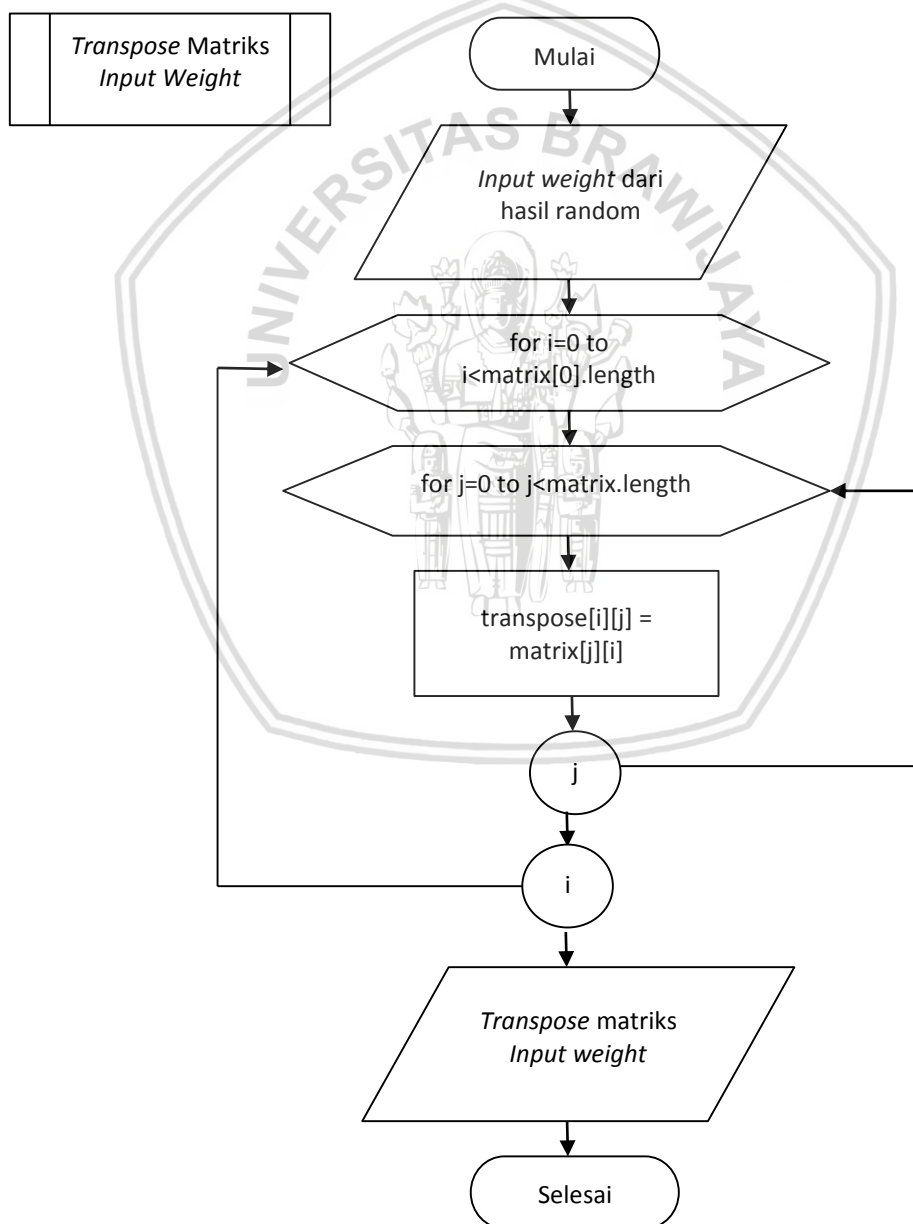 Transpose Matriks
Input Weight
Mulai
UNIVERSITAS BRAWIJAYA
Input weight dari
hasil random
for i=0 to
i<matrix[0].length
for j=0 to j<matrix.length
transpose[i][j] =
matrix[j][i]
j
i
Transpose matriks
Input weight
Selesai